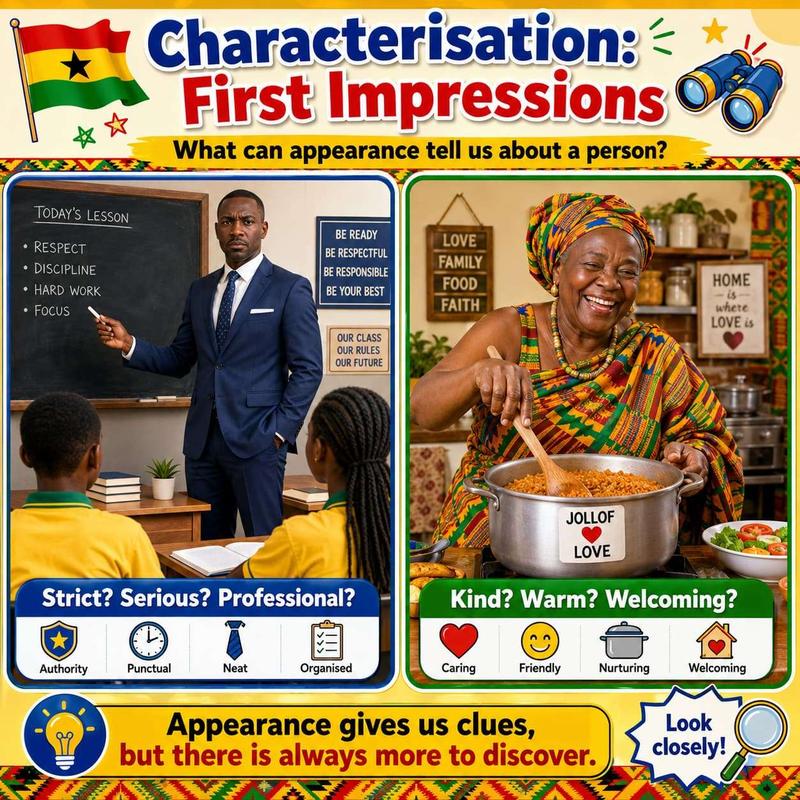 Characterisation:
First Impressions
What can appearance tell us about a person?
TODAY'S LESSON
• RESPECT
• DISCIPLINE
• HARD WORK
• FOCUS
BE READY
BE RESPECTFUL
BE RESPONSIBLE
BE YOUR BEST
OUR CLASS
OUR RULES
OUR FUTURE
Strict? Serious? Professional?
Authority
Punctual
Neat
Organised
LOVE
FAMILY
FOOD
FAITH
HOME
is
where
LOVE is
JOLLOF
LOVE
Kind? Warm? Welcoming?
Caring
Friendly
Nurturing
Welcoming
Appearance gives us clues,
but there is always more to discover.
Look
closely!